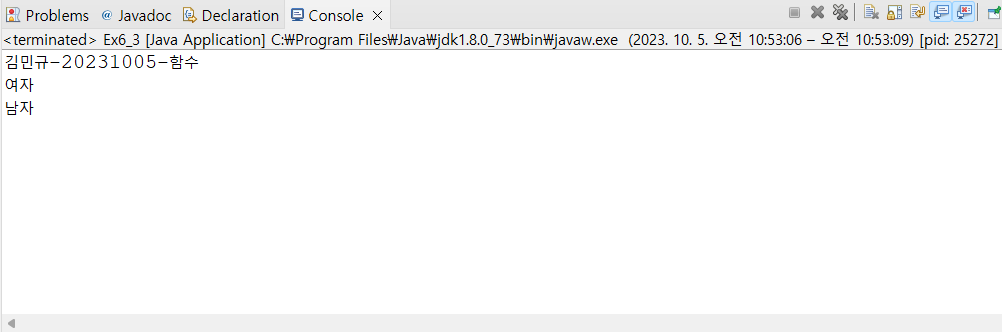 Problems @ Javadoc Declaration Console
<terminated> Ex6_3 [Java Application] C:₩Program Files₩Java₩jdk1.8.0_73₩bin₩javaw.exe (2023. 10. 5. 오전 10:53:06 – 오전 10:53:09) [pid: 25272]
김민규-20231005-함수
여자
남자